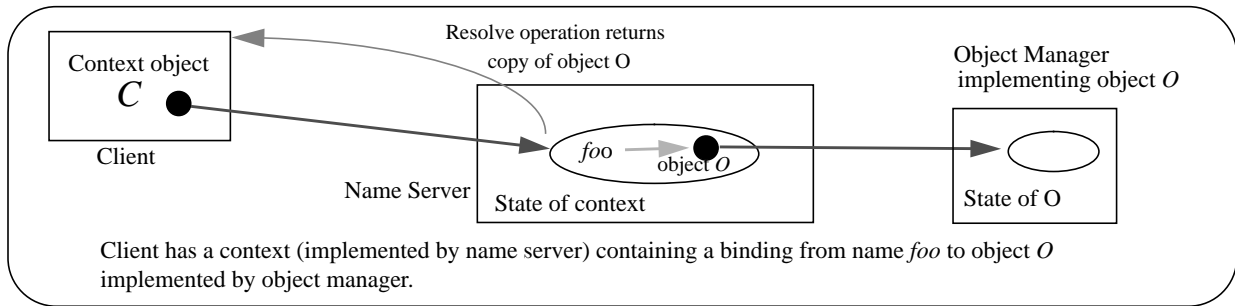 Resolve operation returns
copy of object O
Context object
C
Client
Object Manager
implementing object O
foo
object O
Name Server
State of context
State of O
Client has a context (implemented by name server) containing a binding from name foo to object O
implemented by object manager.